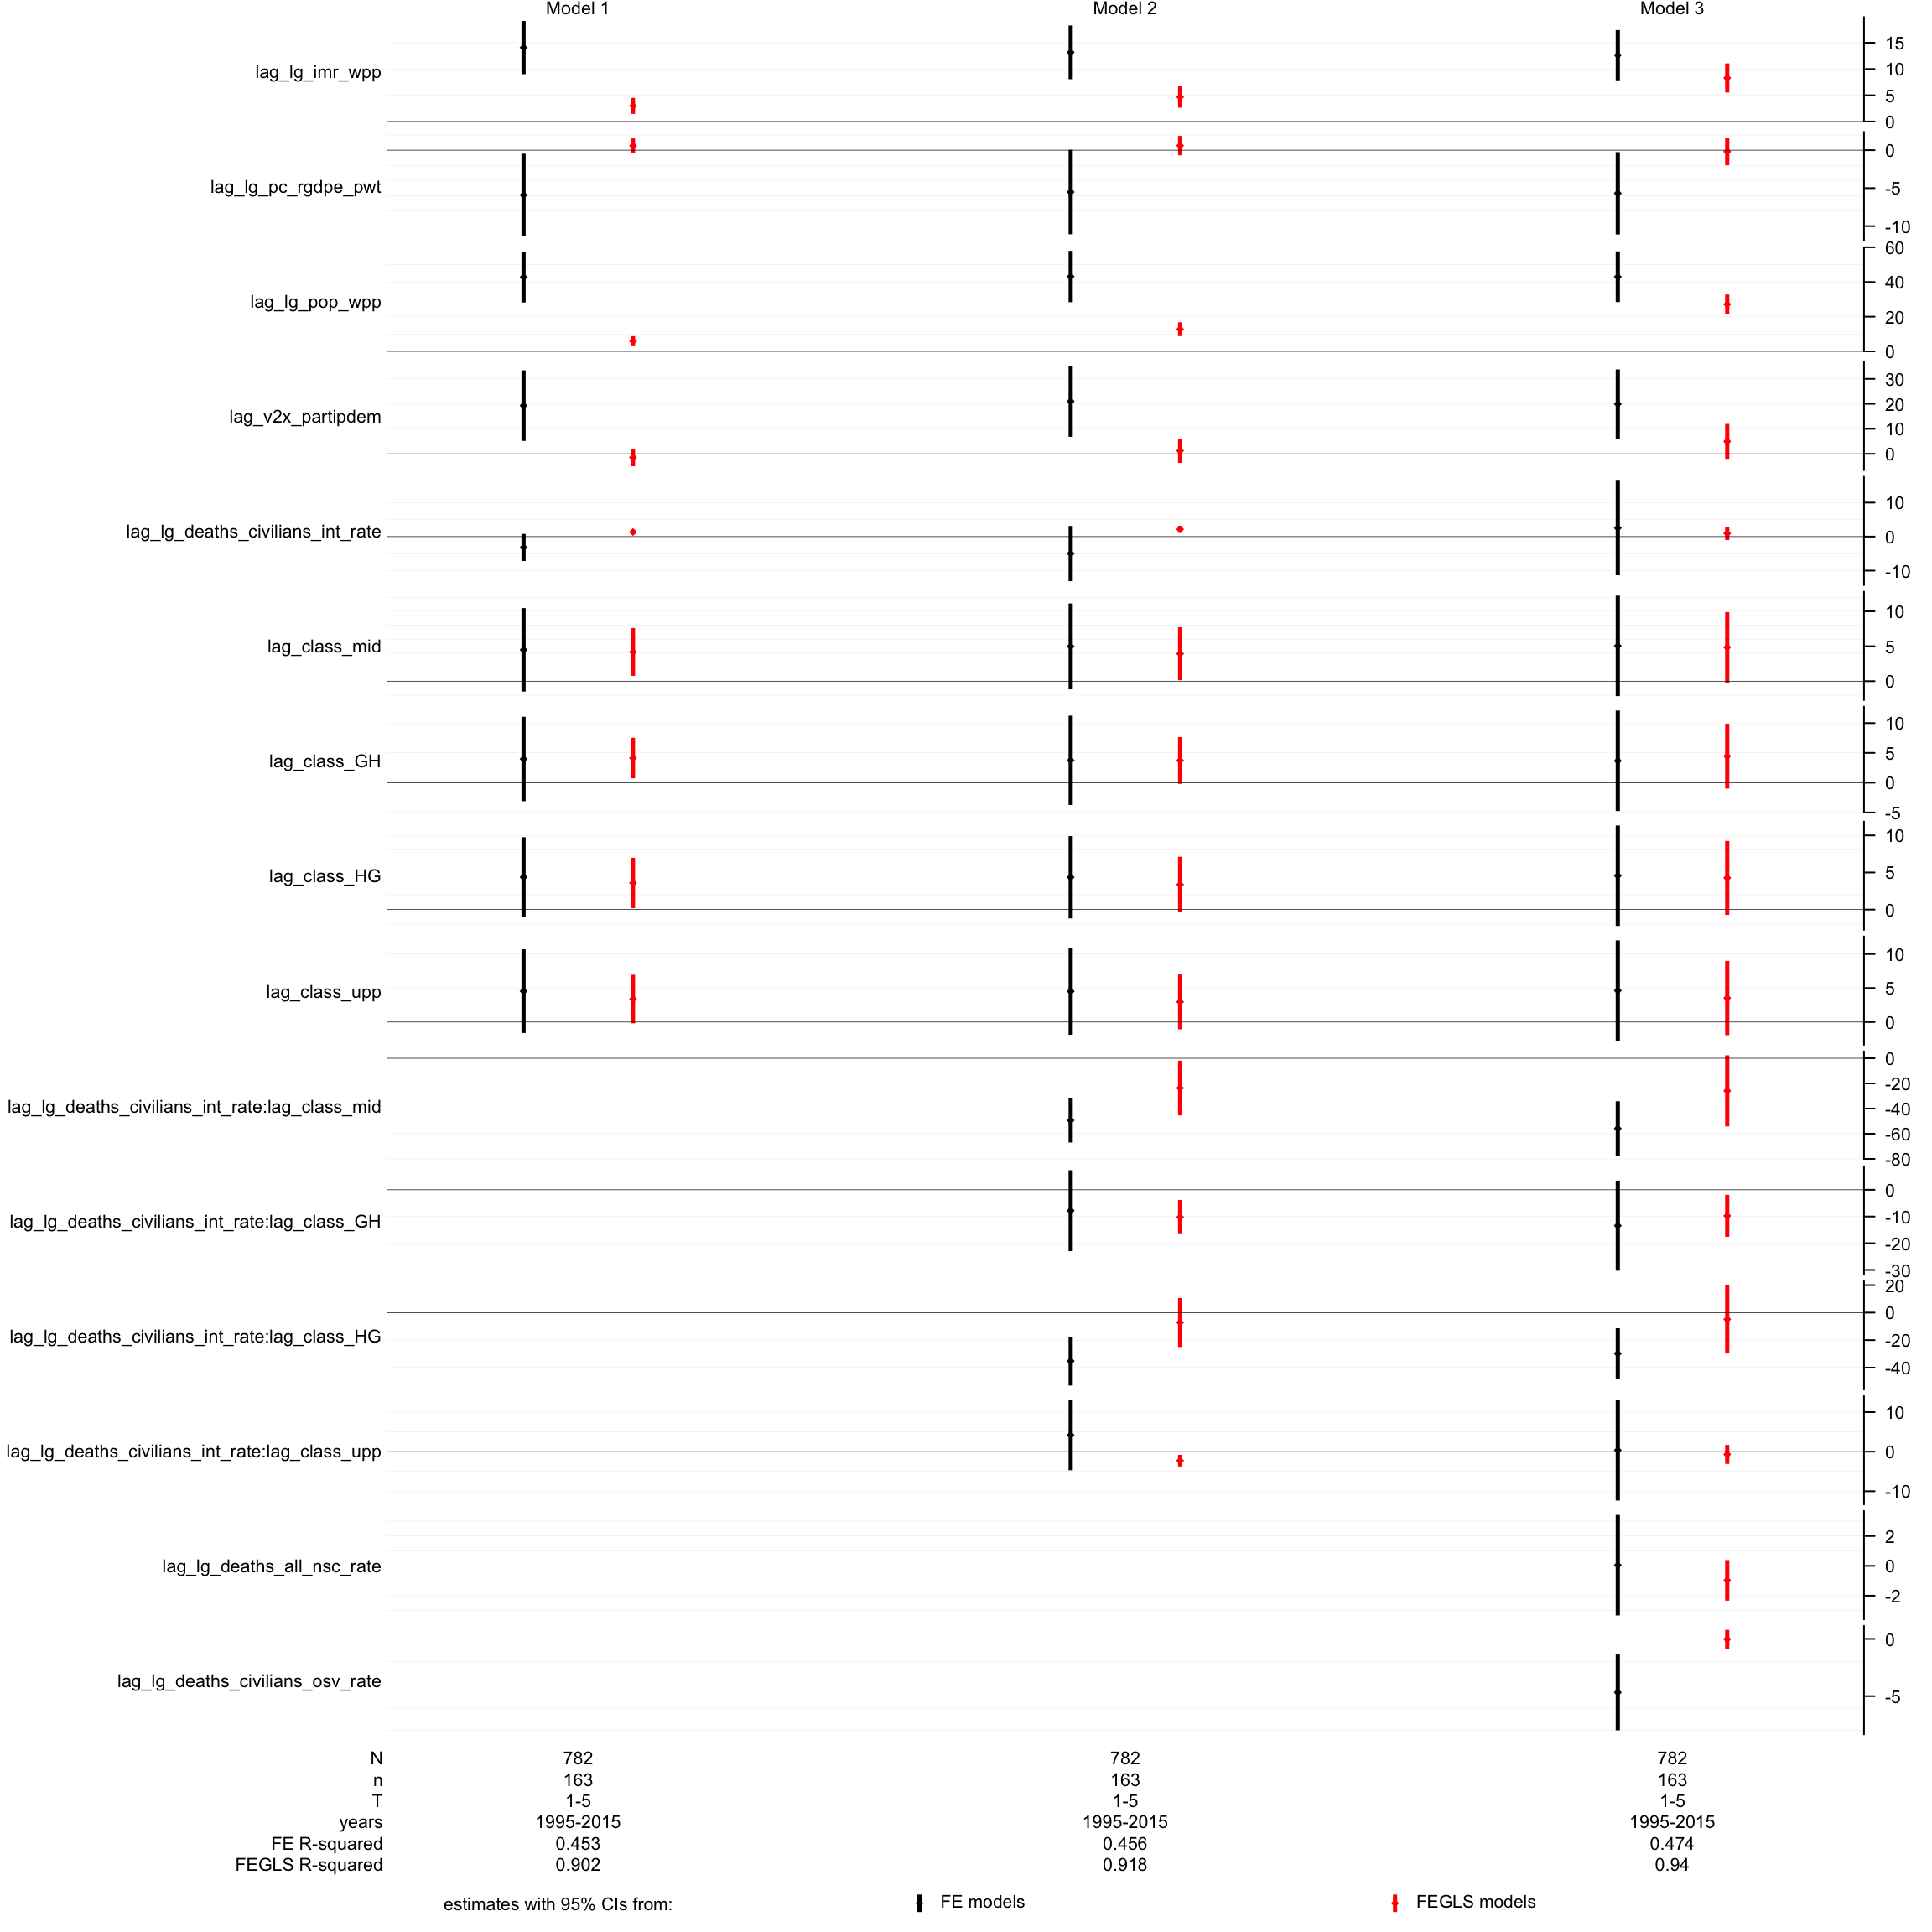 Model 1 Model 2 Model 3
lag_lg_imr_wpp
15
10
5
0
lag_lg_pc_rgdpe_pwt
0
-5
-10
lag_lg_pop_wpp
60
40
20
0
lag_v2x_partipdem
30
20
10
0
lag_lg_deaths_civilians_int_rate
10
0
-10
lag_class_mid
10
5
0
lag_class_GH
10
5
0
-5
lag_class_HG
10
5
0
lag_class_upp
10
5
0
lag_lg_deaths_civilians_int_rate:lag_class_mid
0
-20
-40
-60
-80
lag_lg_deaths_civilians_int_rate:lag_class_GH
0
-10
-20
-30
lag_lg_deaths_civilians_int_rate:lag_class_HG
20
0
-20
-40
lag_lg_deaths_civilians_int_rate:lag_class_upp
10
0
-10
lag_lg_deaths_all_nsc_rate
2
0
-2
lag_lg_deaths_civilians_osv_rate
0
-5
N 782 782 782
n 163 163 163
T 1-5 1-5 1-5
years 1995-2015 1995-2015 1995-2015
FE R-squared 0.453 0.456 0.474
FEGLS R-squared 0.902 0.918 0.94
estimates with 95% CIs from: FE models FEGLS models